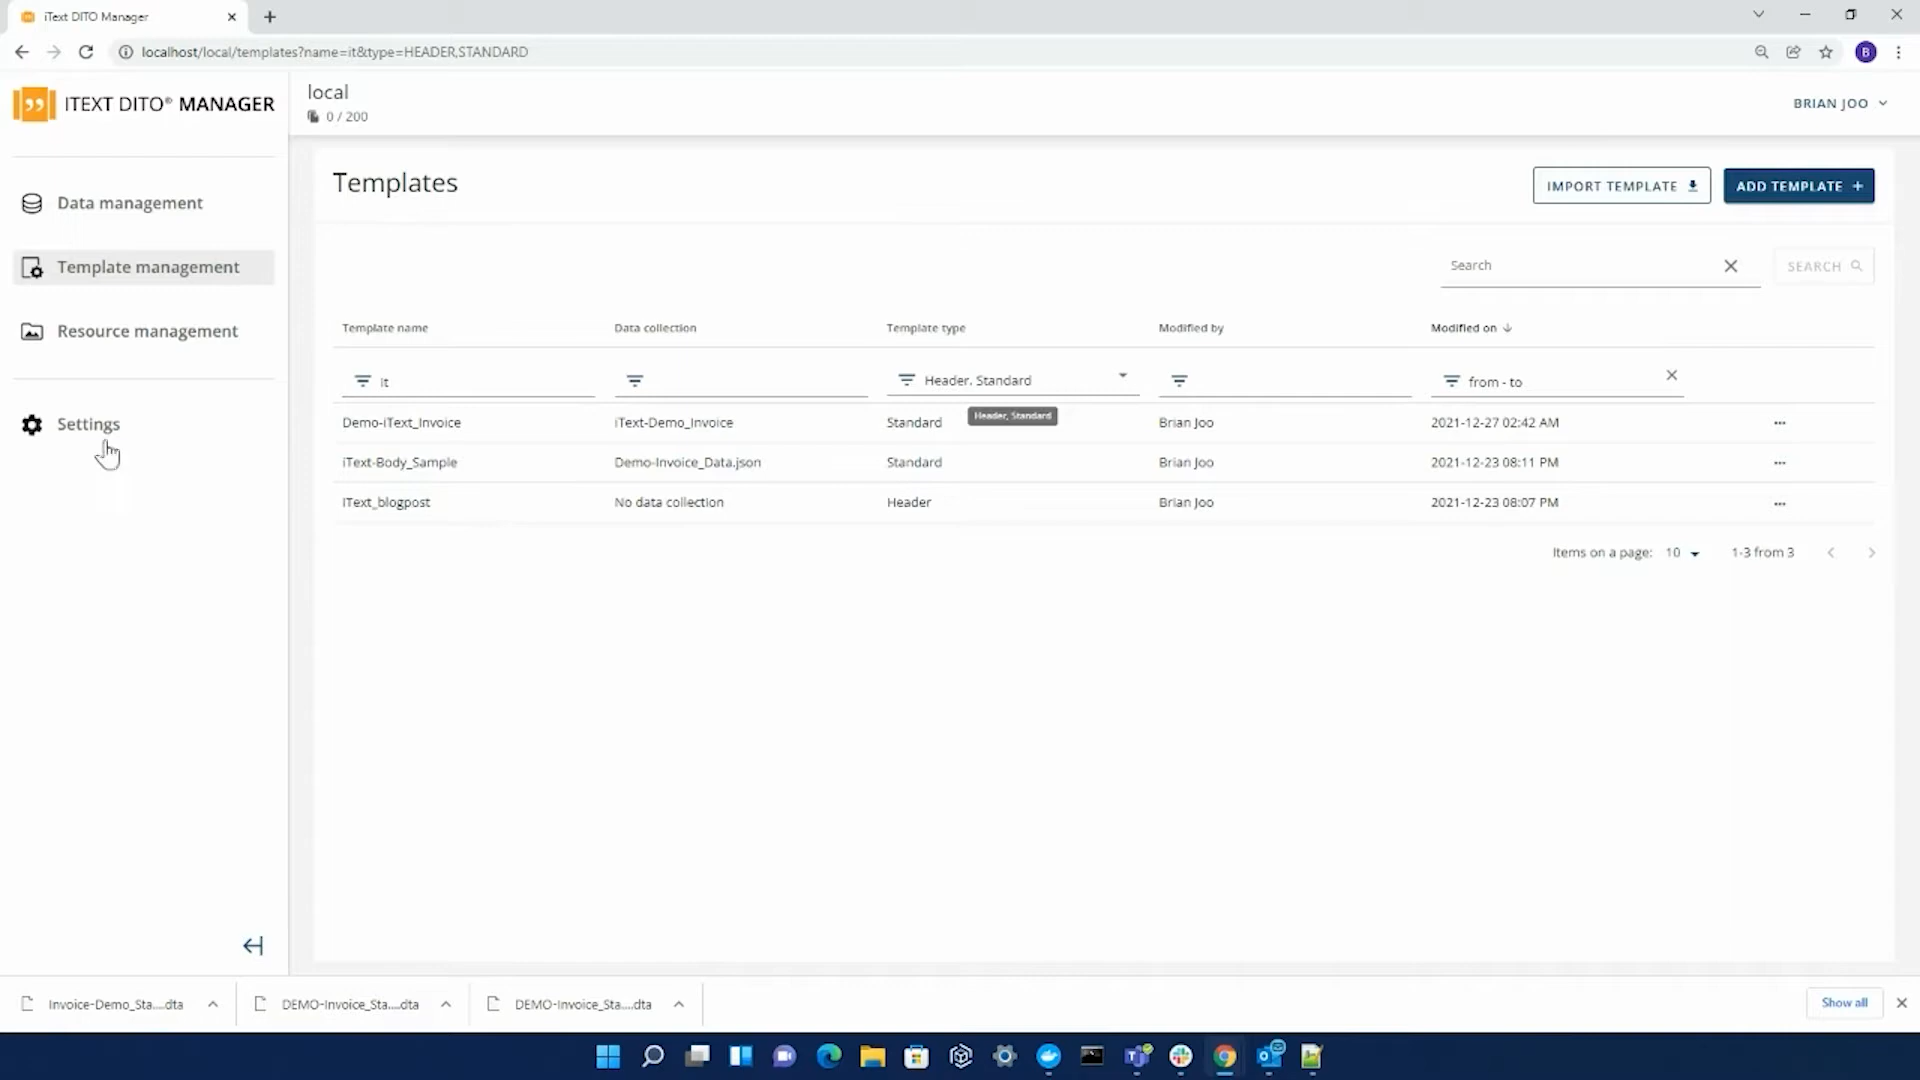 iText DITO Manager
localhost/local/templates?name=it&type=HEADER,STANDARD
B
ITEXT DITO® MANAGER
local
0 / 200
BRIAN JOO
Data management
Template management
Resource management
Settings
Templates
IMPORT TEMPLATE
ADD TEMPLATE +
Search
SEARCH
Template name Data collection Template type Modified by Modified on
it Header, Standard from - to
Header, Standard
Demo-iText_Invoice iText-Demo_Invoice Standard Brian Joo 2021-12-27 02:42 AM
iText-Body_Sample Demo-Invoice_Data.json Standard Brian Joo 2021-12-23 08:11 PM
iText_blogpost No data collection Header Brian Joo 2021-12-23 08:07 PM
Items on a page: 10 1-3 from 3
Invoice-Demo_Sta....dta DEMO-Invoice_Sta....dta DEMO-Invoice_Sta....dta Show all